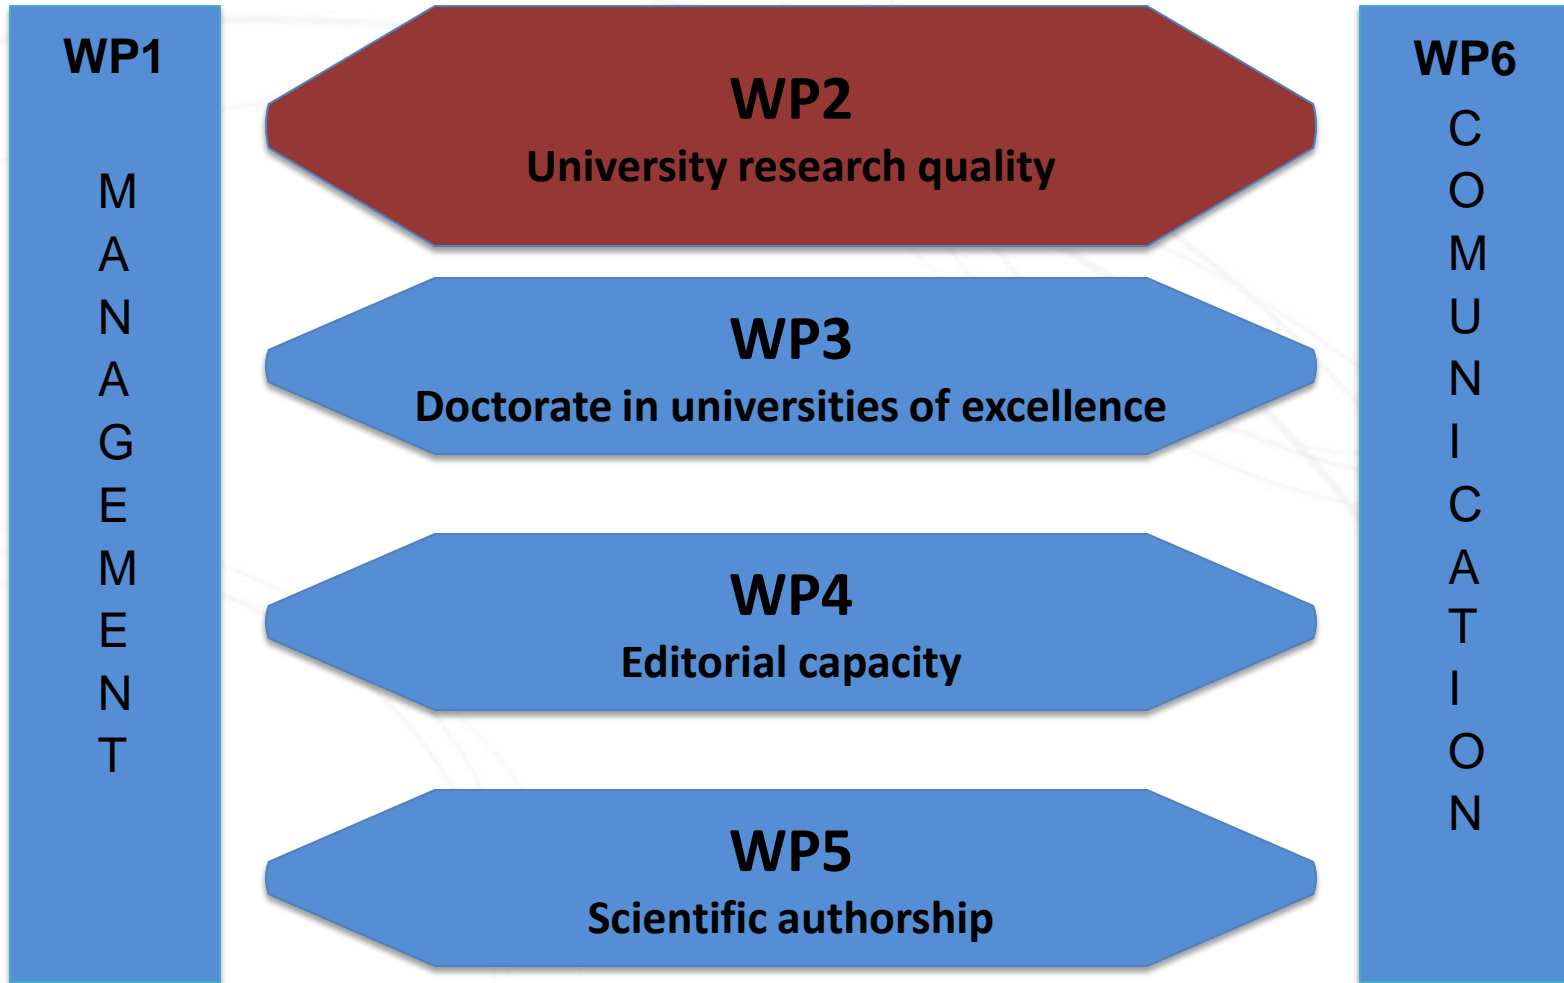 WP1
M
A
N
A
G
E
M
E
N
T
WP2
University research quality
WP3
Doctorate in universities of excellence
WP4
Editorial capacity
WP5
Scientific authorship
WP6
C
O
M
U
N
I
C
A
T
I
O
N